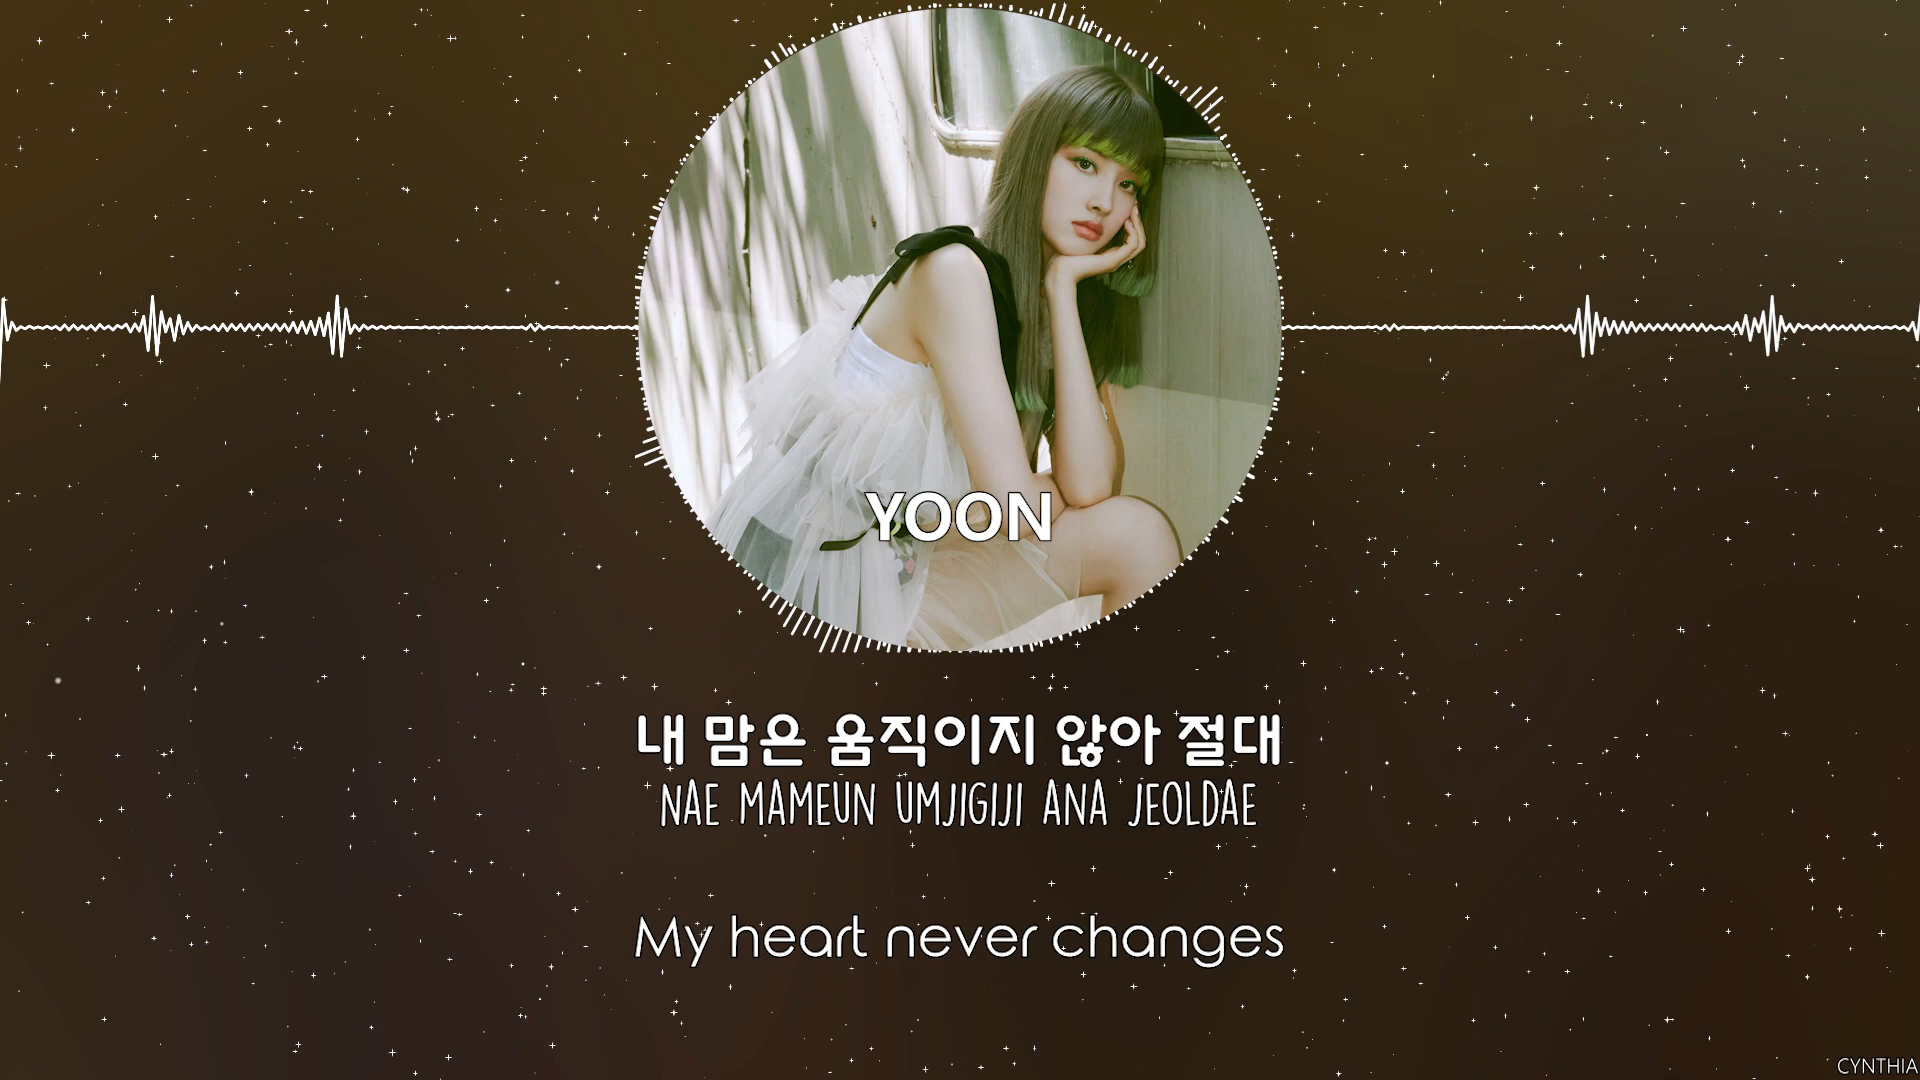 YOON
내 맘은 움직이지 않아 절대
NAE MAMEUN UMJIGIJI ANA JEOLDAE
My heart never changes
CYNTHIA